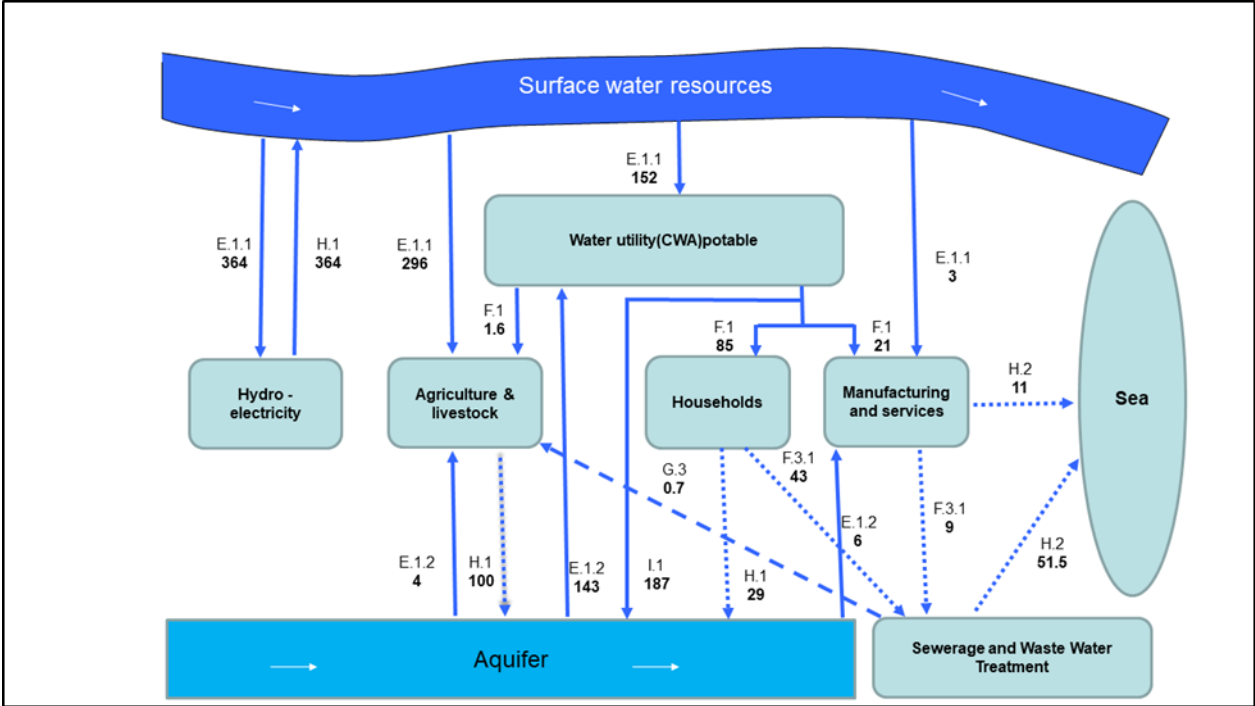 Surface water resources
E.1.1
152
Water utility(CWA)potable
E.1.1
364
H.1
364
E.1.1
296
E.1.1
3
F.1
1.6
F.1
85
F.1
21
Hydro -
electricity
Agriculture &
livestock
Households
Manufacturing
and services
H.2
11
Sea
G.3
0.7
F.3.1
43
E.1.2
6
F.3.1
9
H.2
51.5
E.1.2
4
H.1
100
E.1.2
143
I.1
187
H.1
29
Aquifer
Sewerage and Waste Water
Treatment